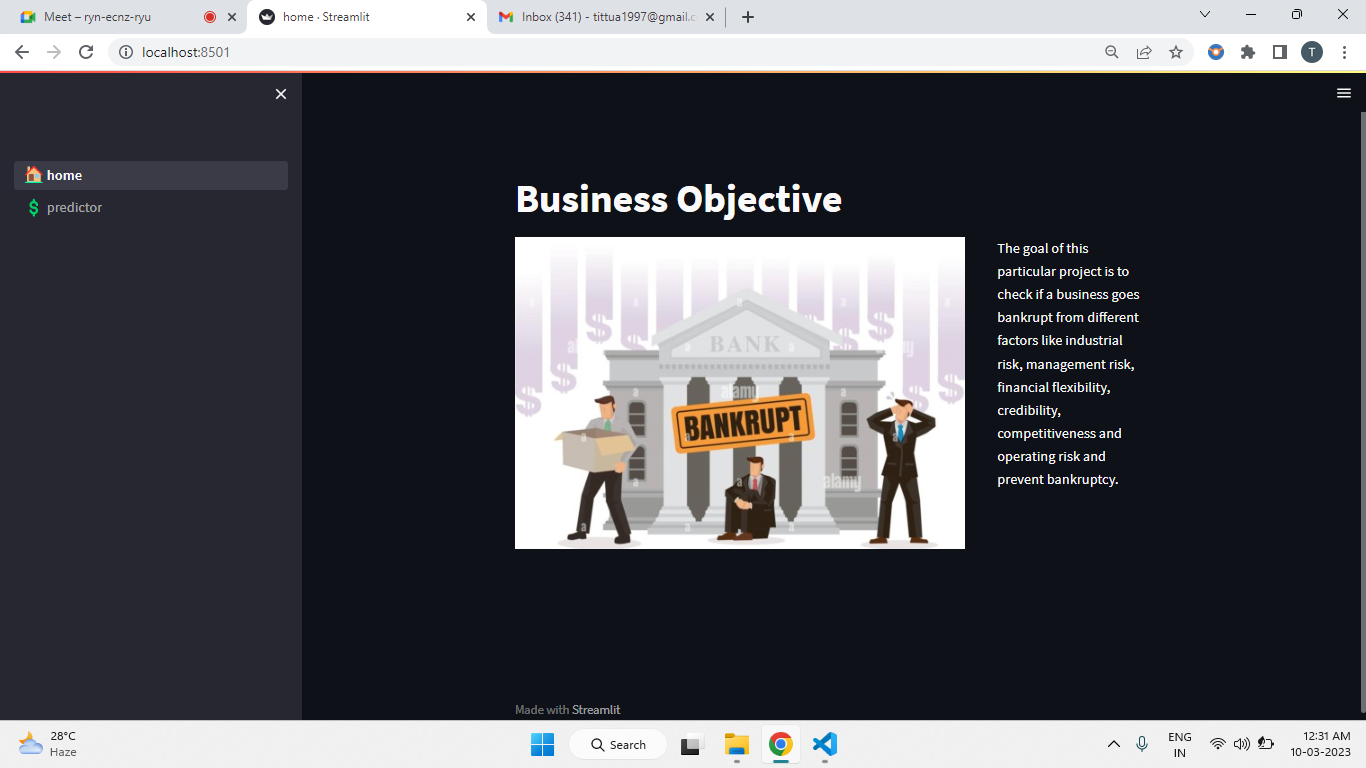 Meet – ryn-ecnz-ryu
home · Streamlit
Inbox (341) - tittua1997@gmail.c
localhost:8501
T
home
predictor
Business Objective
BANK
BANKRUPT
alamy
alamy
The goal of this
particular project is to
check if a business goes
bankrupt from different
factors like industrial
risk, management risk,
financial flexibility,
credibility,
competitiveness and
operating risk and
prevent bankruptcy.
Made with Streamlit
28°C
Haze
Search
ENG
IN
12:31 AM
10-03-2023